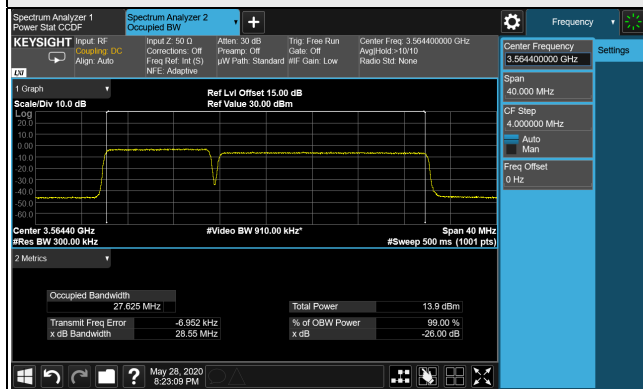 Spectrum Analyzer 1
Power Stat CCDF
Spectrum Analyzer 2
Occupied BW
Frequency
KEYSIGHT
Input: RF
Coupling: DC
Align: Auto
Input Z: 50 Ω
Corrections: Off
Freq Ref: Int (S)
NFE: Adaptive
Atten: 30 dB
Preamp: Off
µW Path: Standard
Trig: Free Run
Gate: Off
#IF Gain: Low
Center Freq: 3.564400000 GHz
Avg|Hold:>10/10
Radio Std: None
LXI
Center Frequency
3.564400000 GHz
Settings
Span
40.000 MHz
CF Step
4.000000 MHz
Auto
Man
Freq Offset
0 Hz
1 Graph
Scale/Div 10.0 dB
Ref Lvl Offset 15.00 dB
Ref Value 30.00 dBm
Log
20.0
10.0
0.00
-10.0
-20.0
-30.0
-40.0
-50.0
-60.0
Center 3.56440 GHz
#Res BW 300.00 kHz
#Video BW 910.00 kHz*
Span 40 MHz
#Sweep 500 ms (1001 pts)
2 Metrics
Occupied Bandwidth
27.625 MHz
Total Power 13.9 dBm
Transmit Freq Error -6.952 kHz
% of OBW Power 99.00 %
x dB Bandwidth 28.55 MHz
x dB -26.00 dB
?
May 28, 2020
8:23:09 PM